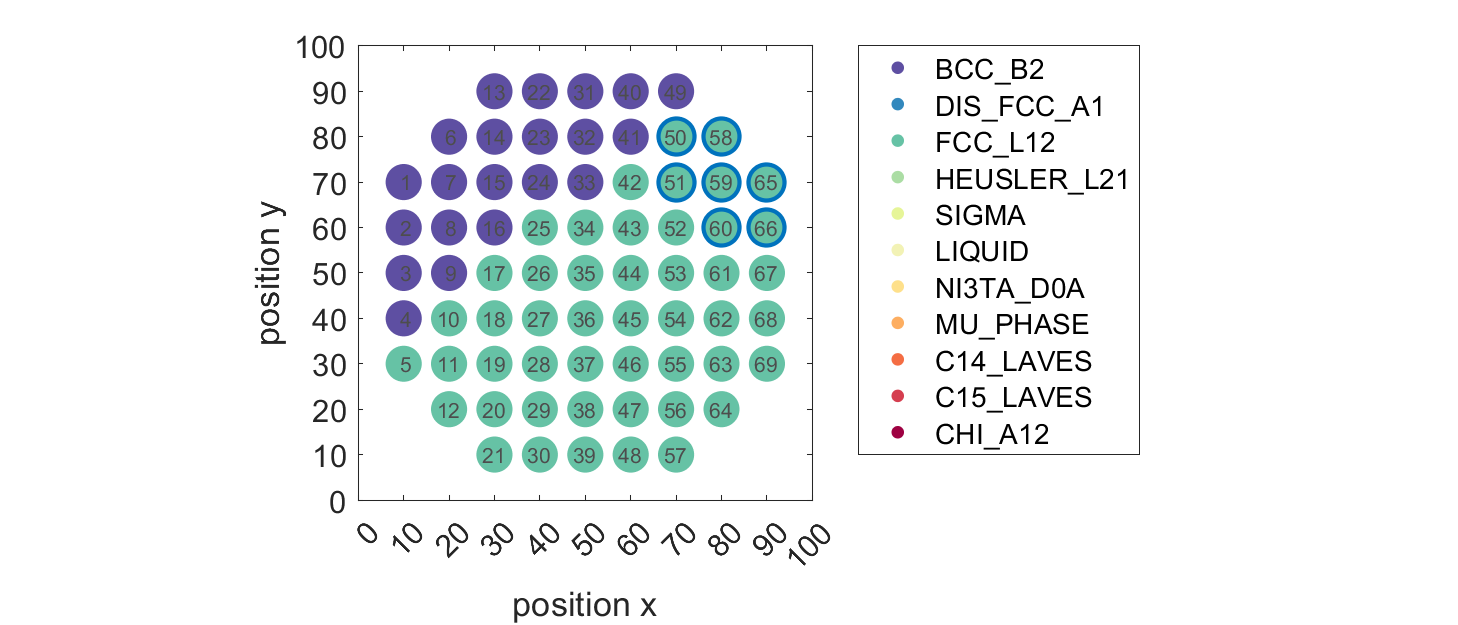 100
90 13 22 31 40 49
80 6 14 23 32 41 50 58
70 1 7 15 24 33 42 51 59 65
60 2 8 16 25 34 43 52 60 66
50 3 9 17 26 35 44 53 61 67
40 4 10 18 27 36 45 54 62 68
30 5 11 19 28 37 46 55 63 69
20 12 20 29 38 47 56 64
10 21 30 39 48 57
0
position y
0 10 20 30 40 50 60 70 80 90 100
position x
BCC_B2
DIS_FCC_A1
FCC_L12
HEUSLER_L21
SIGMA
LIQUID
NI3TA_D0A
MU_PHASE
C14_LAVES
C15_LAVES
CHI_A12